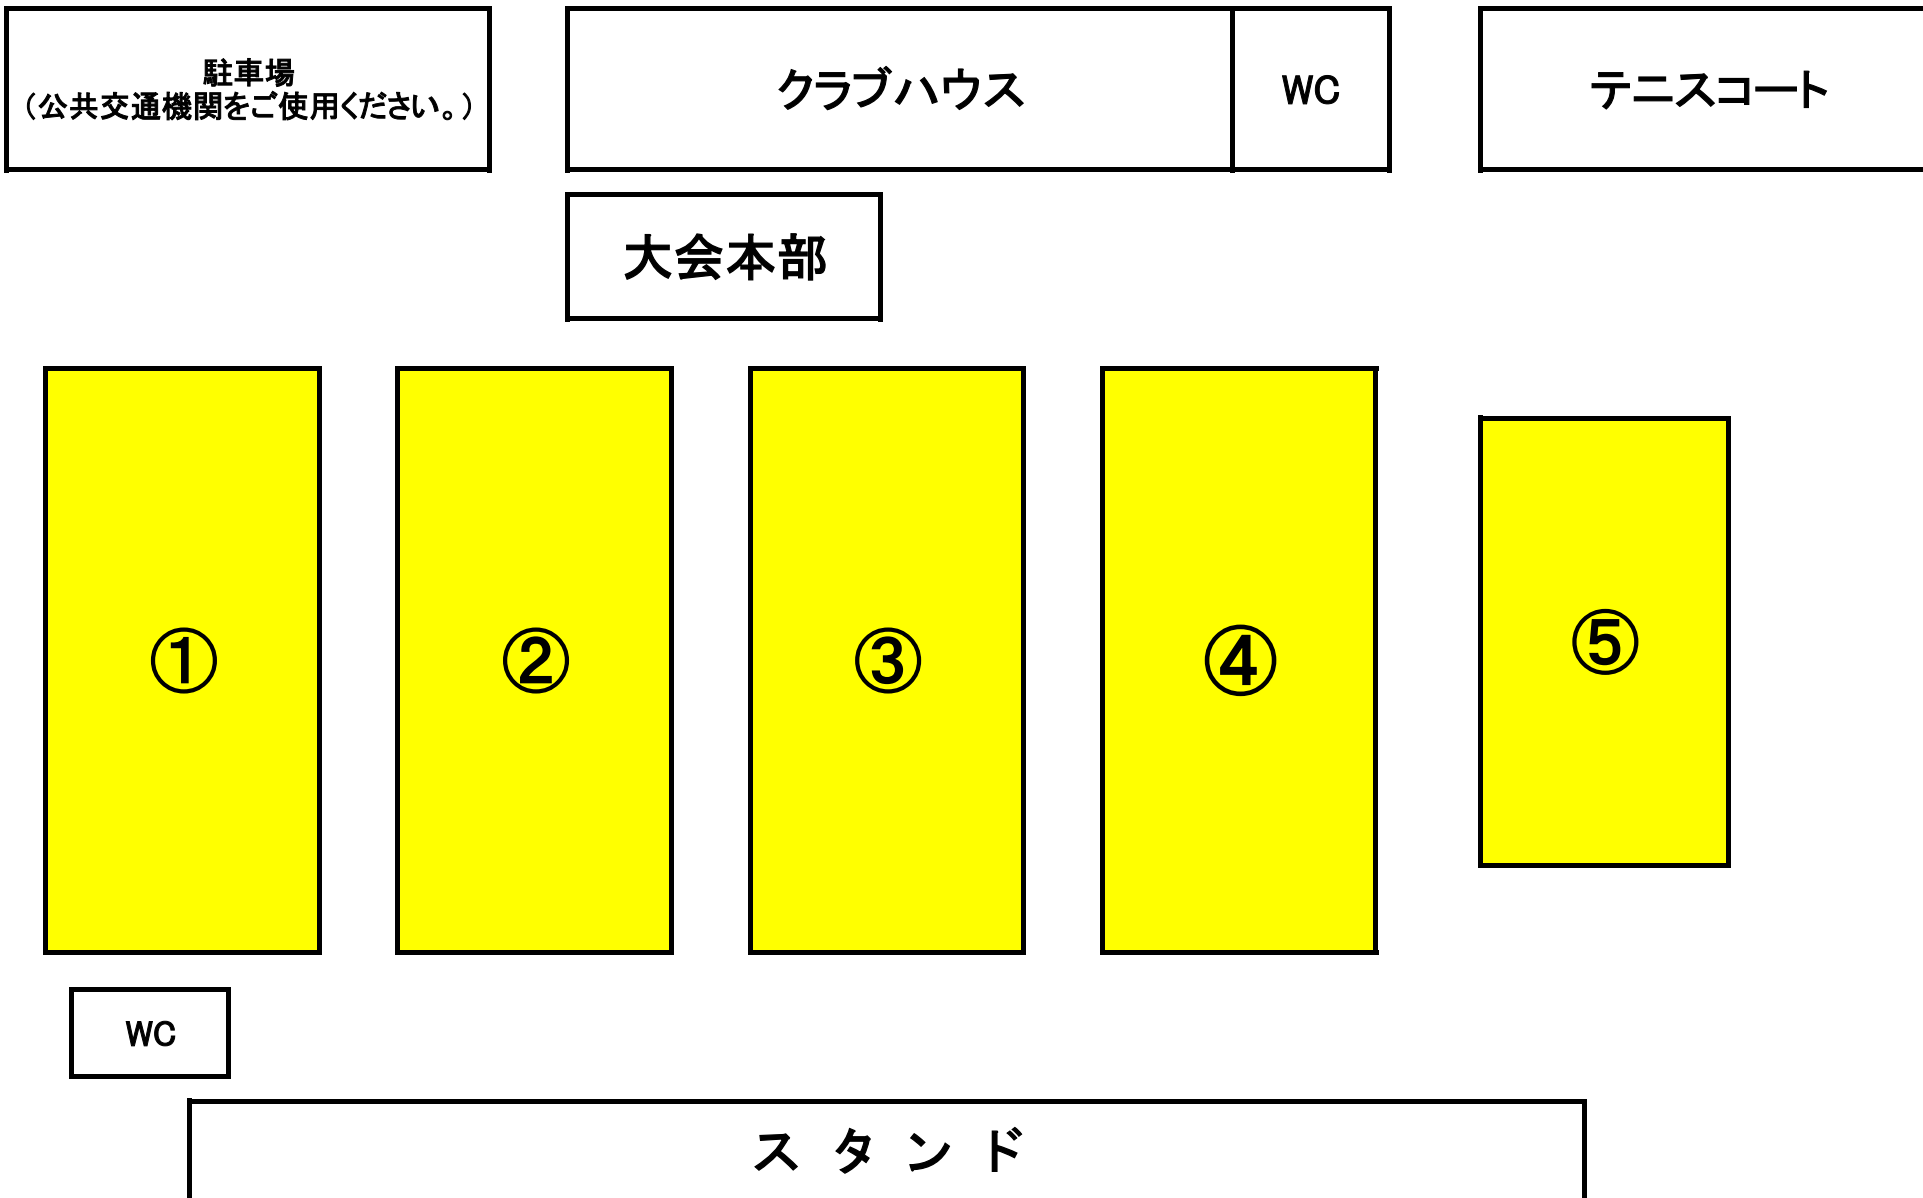 駐車場
（公共交通機関をご使用ください。）
クラブハウス
WC
テニスコート
大会本部
①
②
③
④
⑤
WC
スタンド